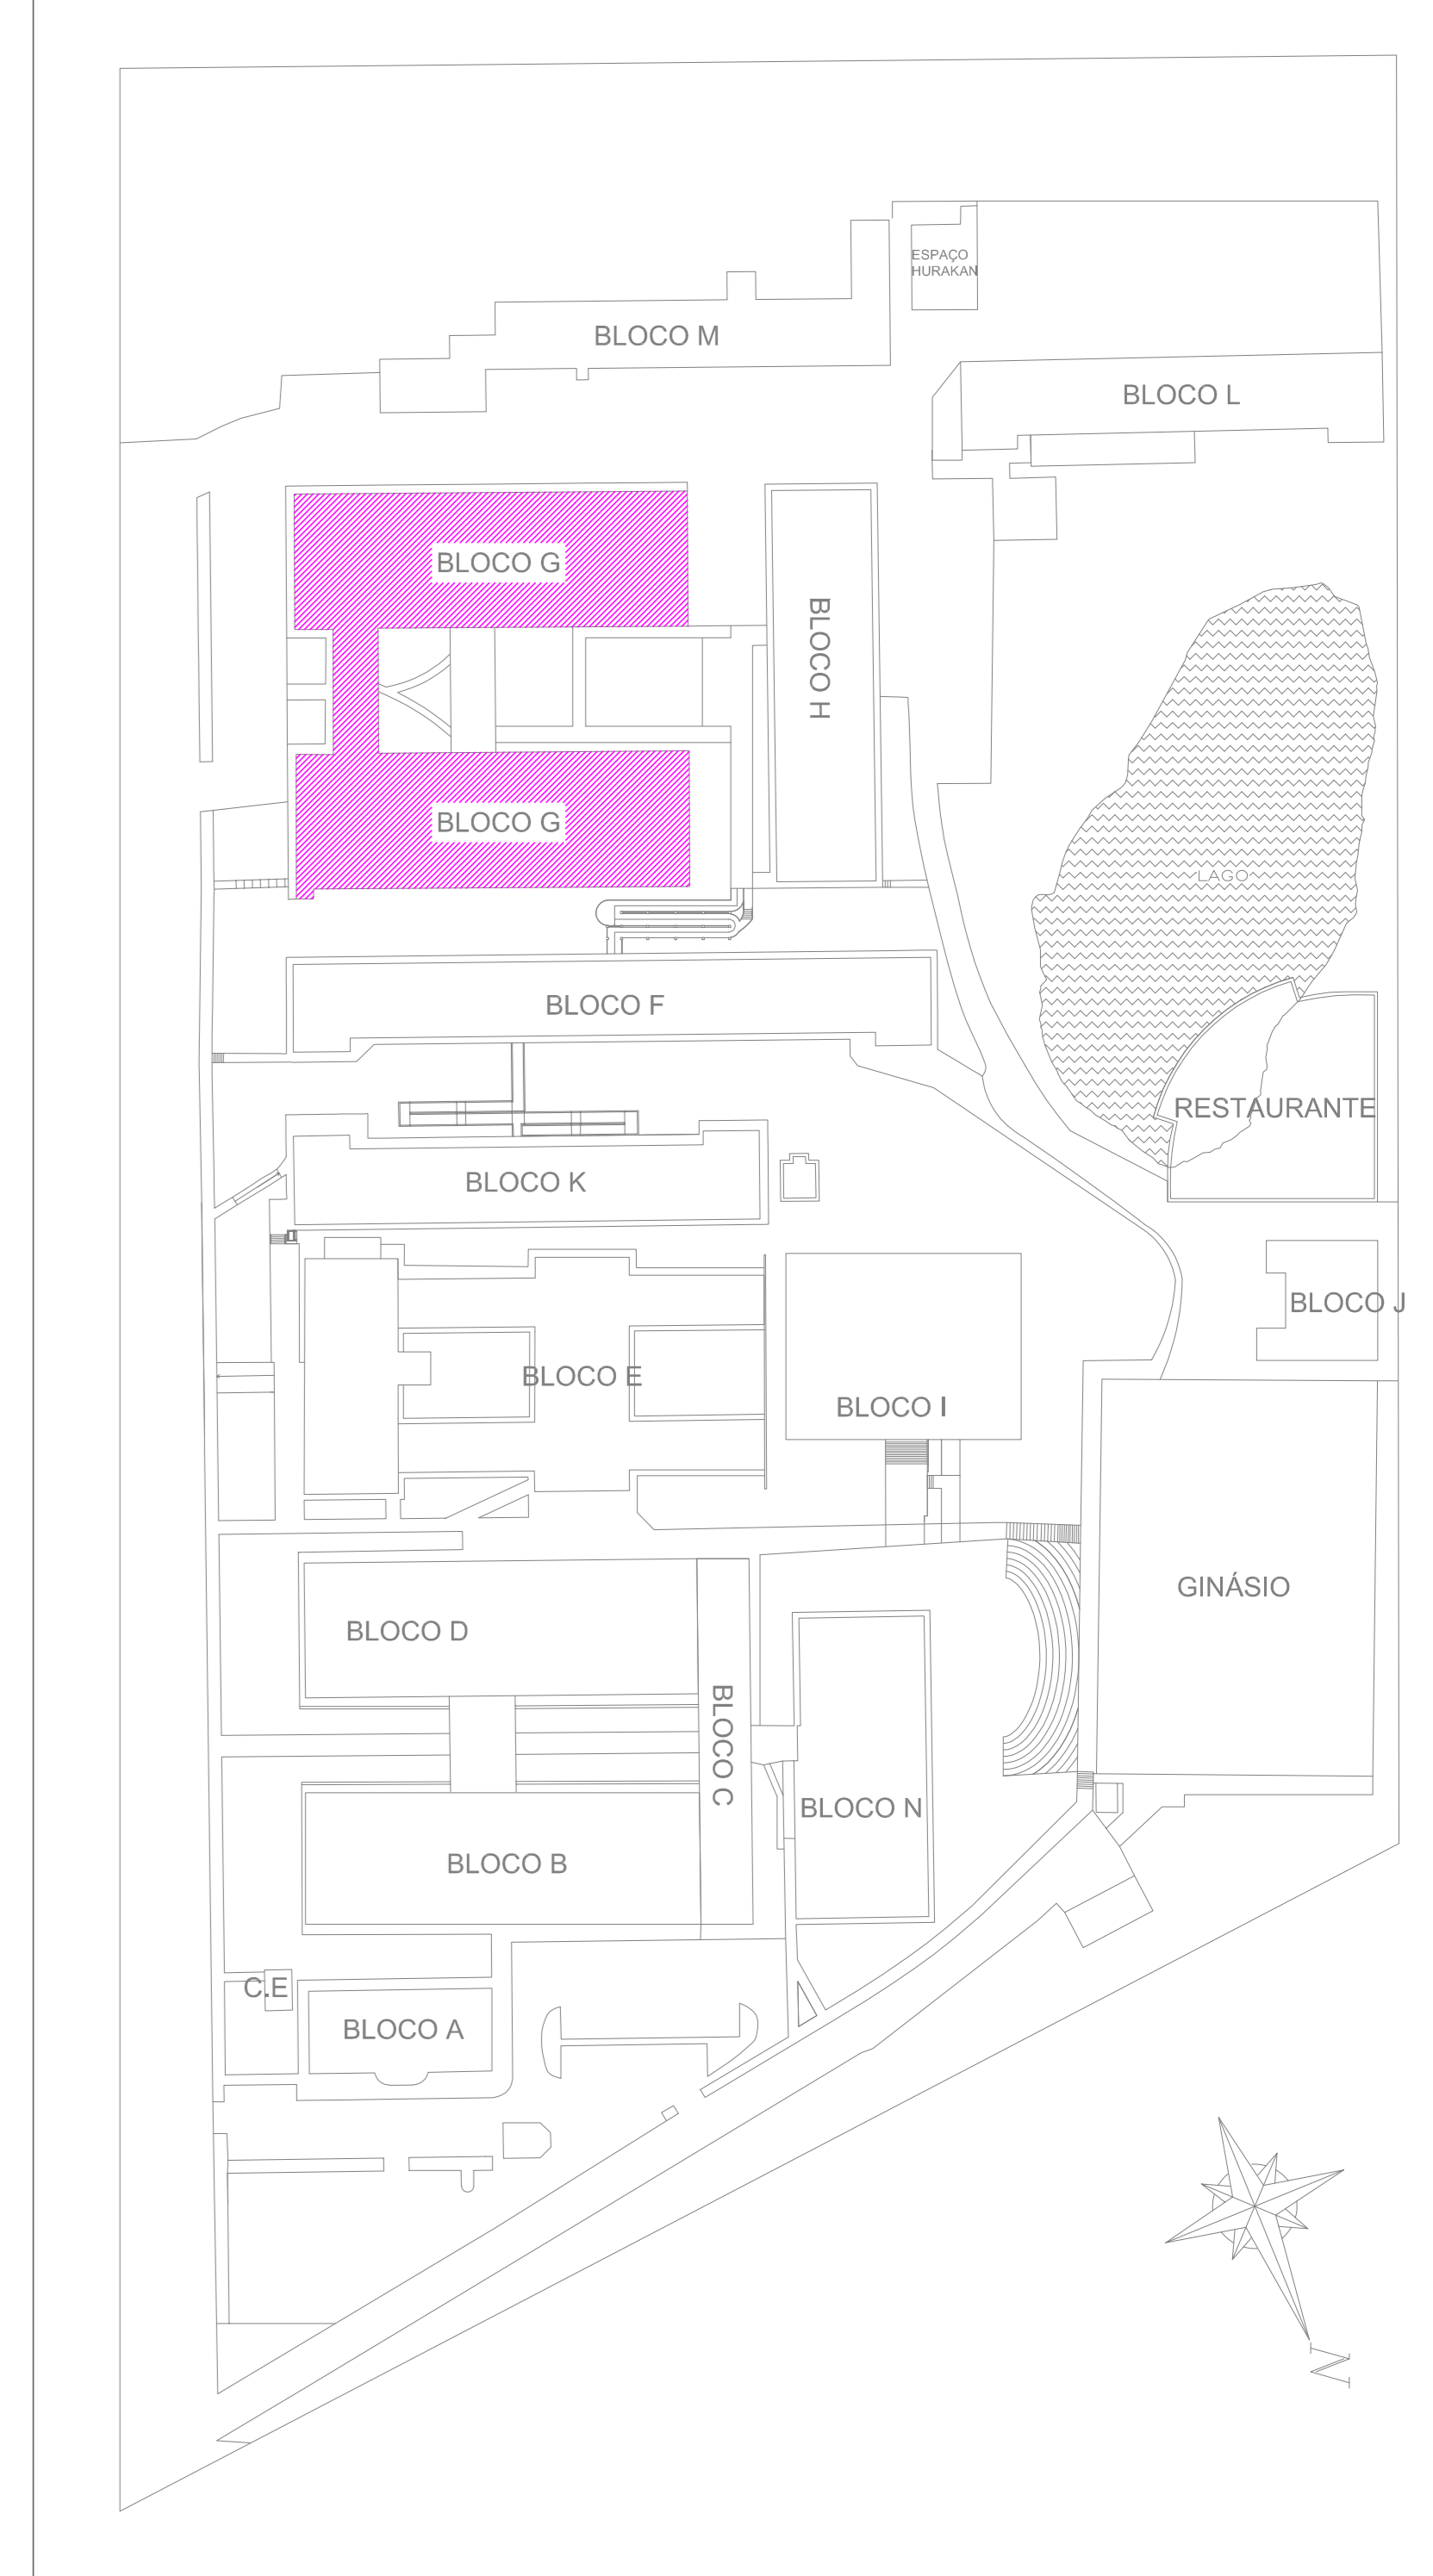 ESPAÇO
HURAKAN
BLOCO M
BLOCO L
BLOCO G
BLOCO H
BLOCO G
LAGO
BLOCO F
RESTAURANTE
BLOCO K
BLOCO J
BLOCO E
BLOCO I
GINÁSIO
BLOCO D
BLOCO C
BLOCO N
BLOCO B
C.E
BLOCO A
N